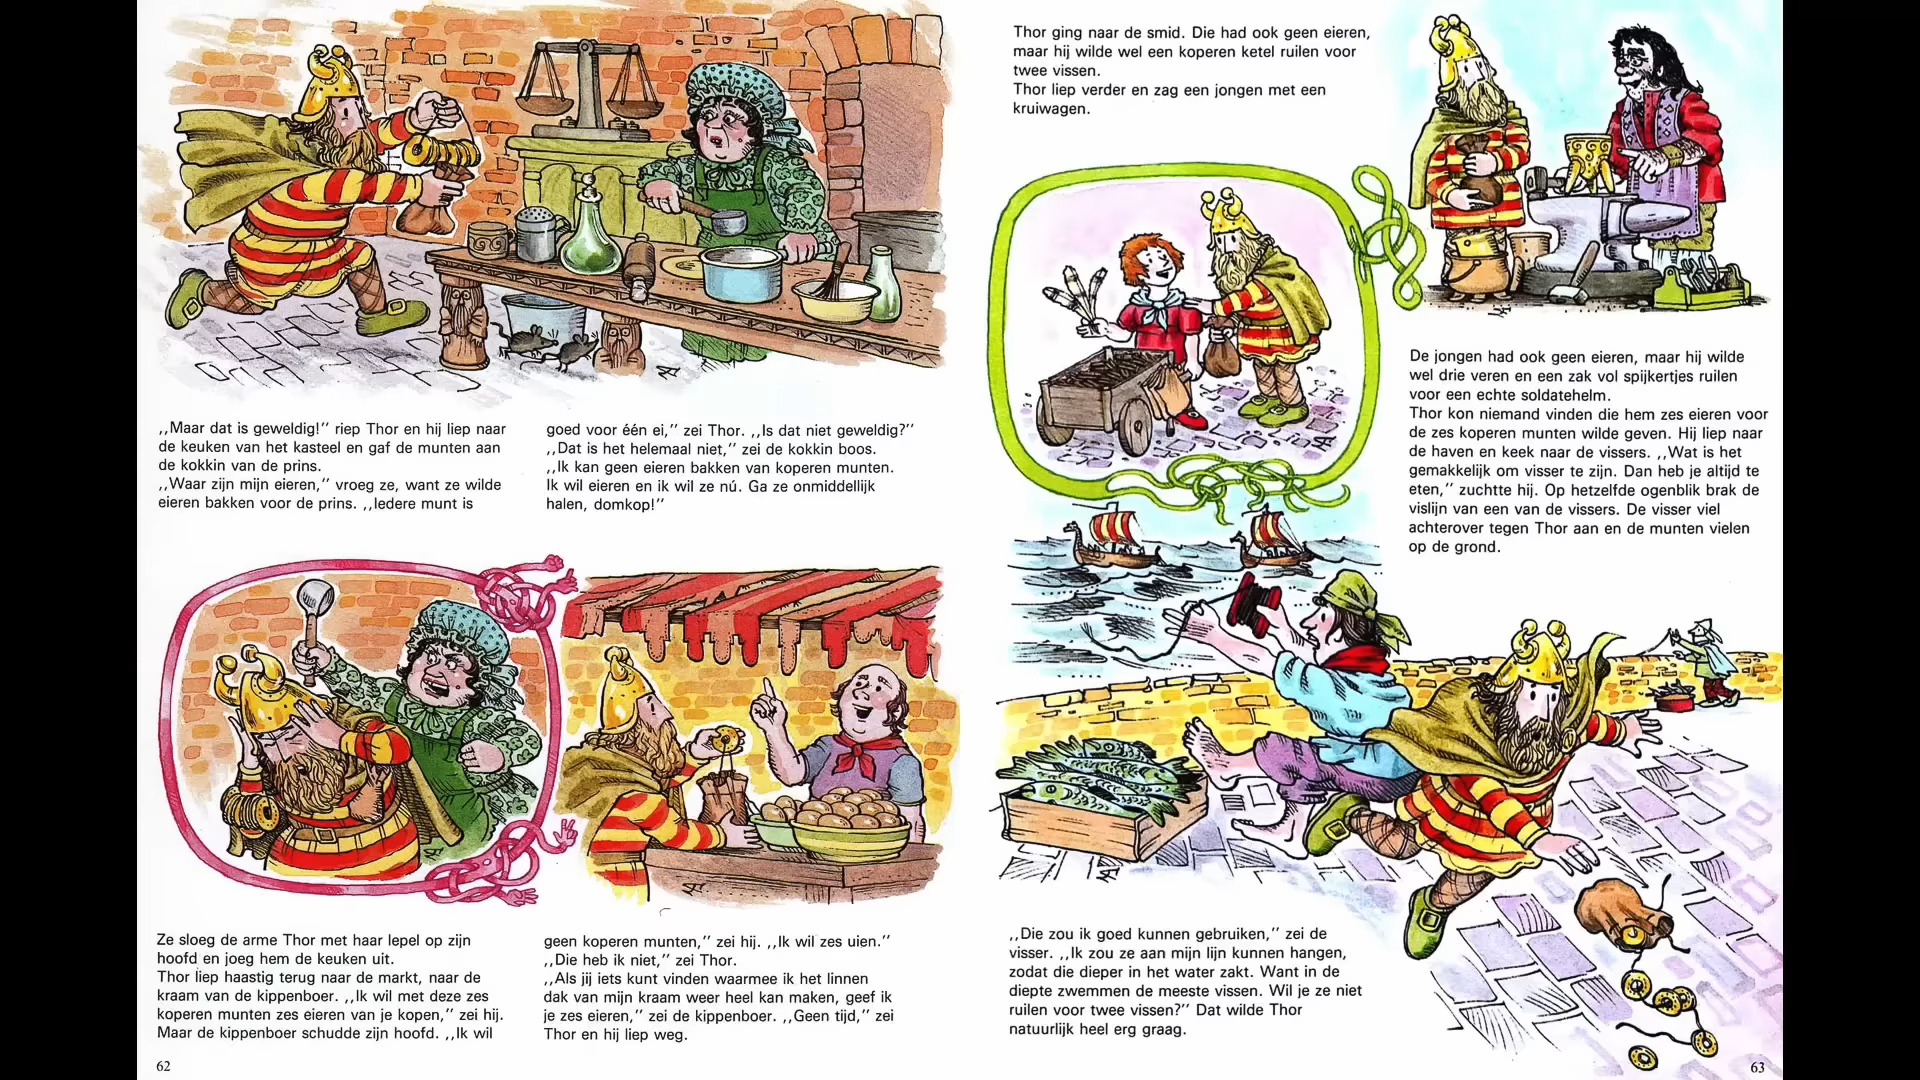 ,,Maar dat is geweldig!” riep Thor en hij liep naar
de keuken van het kasteel en gaf de munten aan
de kokkin van de prins.
,,Waar zijn mijn eieren,” vroeg ze, want ze wilde
eieren bakken voor de prins. ,,Iedere munt is
goed voor één ei,” zei Thor. ,,Is dat niet geweldig?”
,,Dat is het helemaal niet,” zei de kokkin boos.
,,Ik kan geen eieren bakken van koperen munten.
Ik wil eieren en ik wil ze nú. Ga ze onmiddellijk
halen, domkop!”
Ze sloeg de arme Thor met haar lepel op zijn
hoofd en joeg hem de keuken uit.
Thor liep haastig terug naar de markt, naar de
kraam van de kippenboer. ,,Ik wil met deze zes
koperen munten zes eieren van je kopen,” zei hij.
Maar de kippenboer schudde zijn hoofd. ,,Ik wil
geen koperen munten,” zei hij. ,,Ik wil zes uien.”
,,Die heb ik niet,” zei Thor.
,,Als jij iets kunt vinden waarmee ik het linnen
dak van mijn kraam weer heel kan maken, geef ik
je zes eieren,” zei de kippenboer. ,,Geen tijd,” zei
Thor en hij liep weg.
62
Thor ging naar de smid. Die had ook geen eieren,
maar hij wilde wel een koperen ketel ruilen voor
twee vissen.
Thor liep verder en zag een jongen met een
kruiwagen.
De jongen had ook geen eieren, maar hij wilde
wel drie veren en een zak vol spijkertjes ruilen
voor een echte soldatehelm.
Thor kon niemand vinden die hem zes eieren voor
de zes koperen munten wilde geven. Hij liep naar
de haven en keek naar de vissers. ,,Wat is het
gemakkelijk om visser te zijn. Dan heb je altijd te
eten,” zuchtte hij. Op hetzelfde ogenblik brak de
vislijn van een van de vissers. De visser viel
achterover tegen Thor aan en de munten vielen
op de grond.
,,Die zou ik goed kunnen gebruiken,” zei de
visser. ,,Ik zou ze aan mijn lijn kunnen hangen,
zodat die dieper in het water zakt. Want in de
diepte zwemmen de meeste vissen. Wil je ze niet
ruilen voor twee vissen?” Dat wilde Thor
natuurlijk heel erg graag.
63